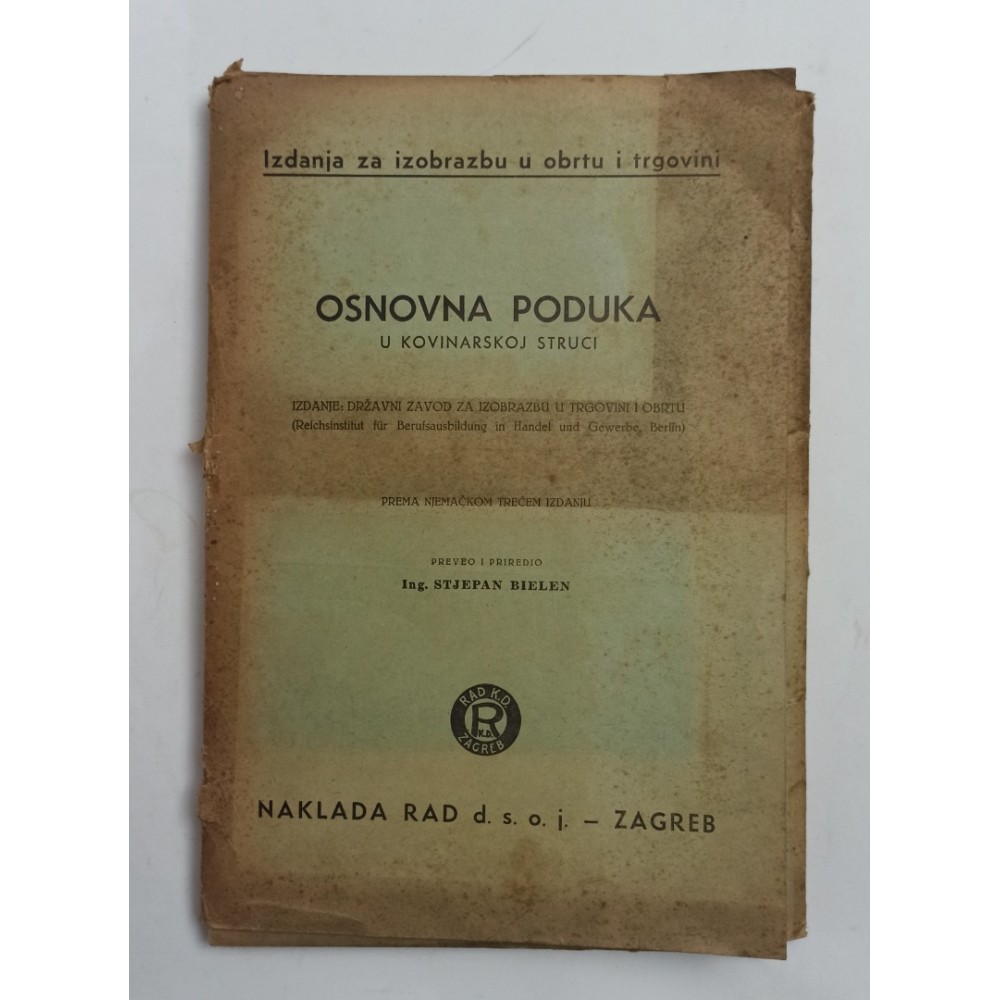 Izdanja za izobrazbu u obrtu i trgovini
OSNOVNA PODUKA
U KOVINARSKOJ STRUCI
IZDANJE: DRŽAVNI ZAVOD ZA IZOBRAZBU U TRGOVINI I OBRTU
(Reichsinstitut für Berufsausbildung in Handel und Gewerbe, Berlin)
PREMA NJEMAČKOM TREĆEM IZDANJU
PREVEO I PRIREDIO
Ing. STJEPAN BIELEN
RAD K.D.
R
K.D.
ZAGREB
NAKLADA RAD d. s. o. j. – ZAGREB